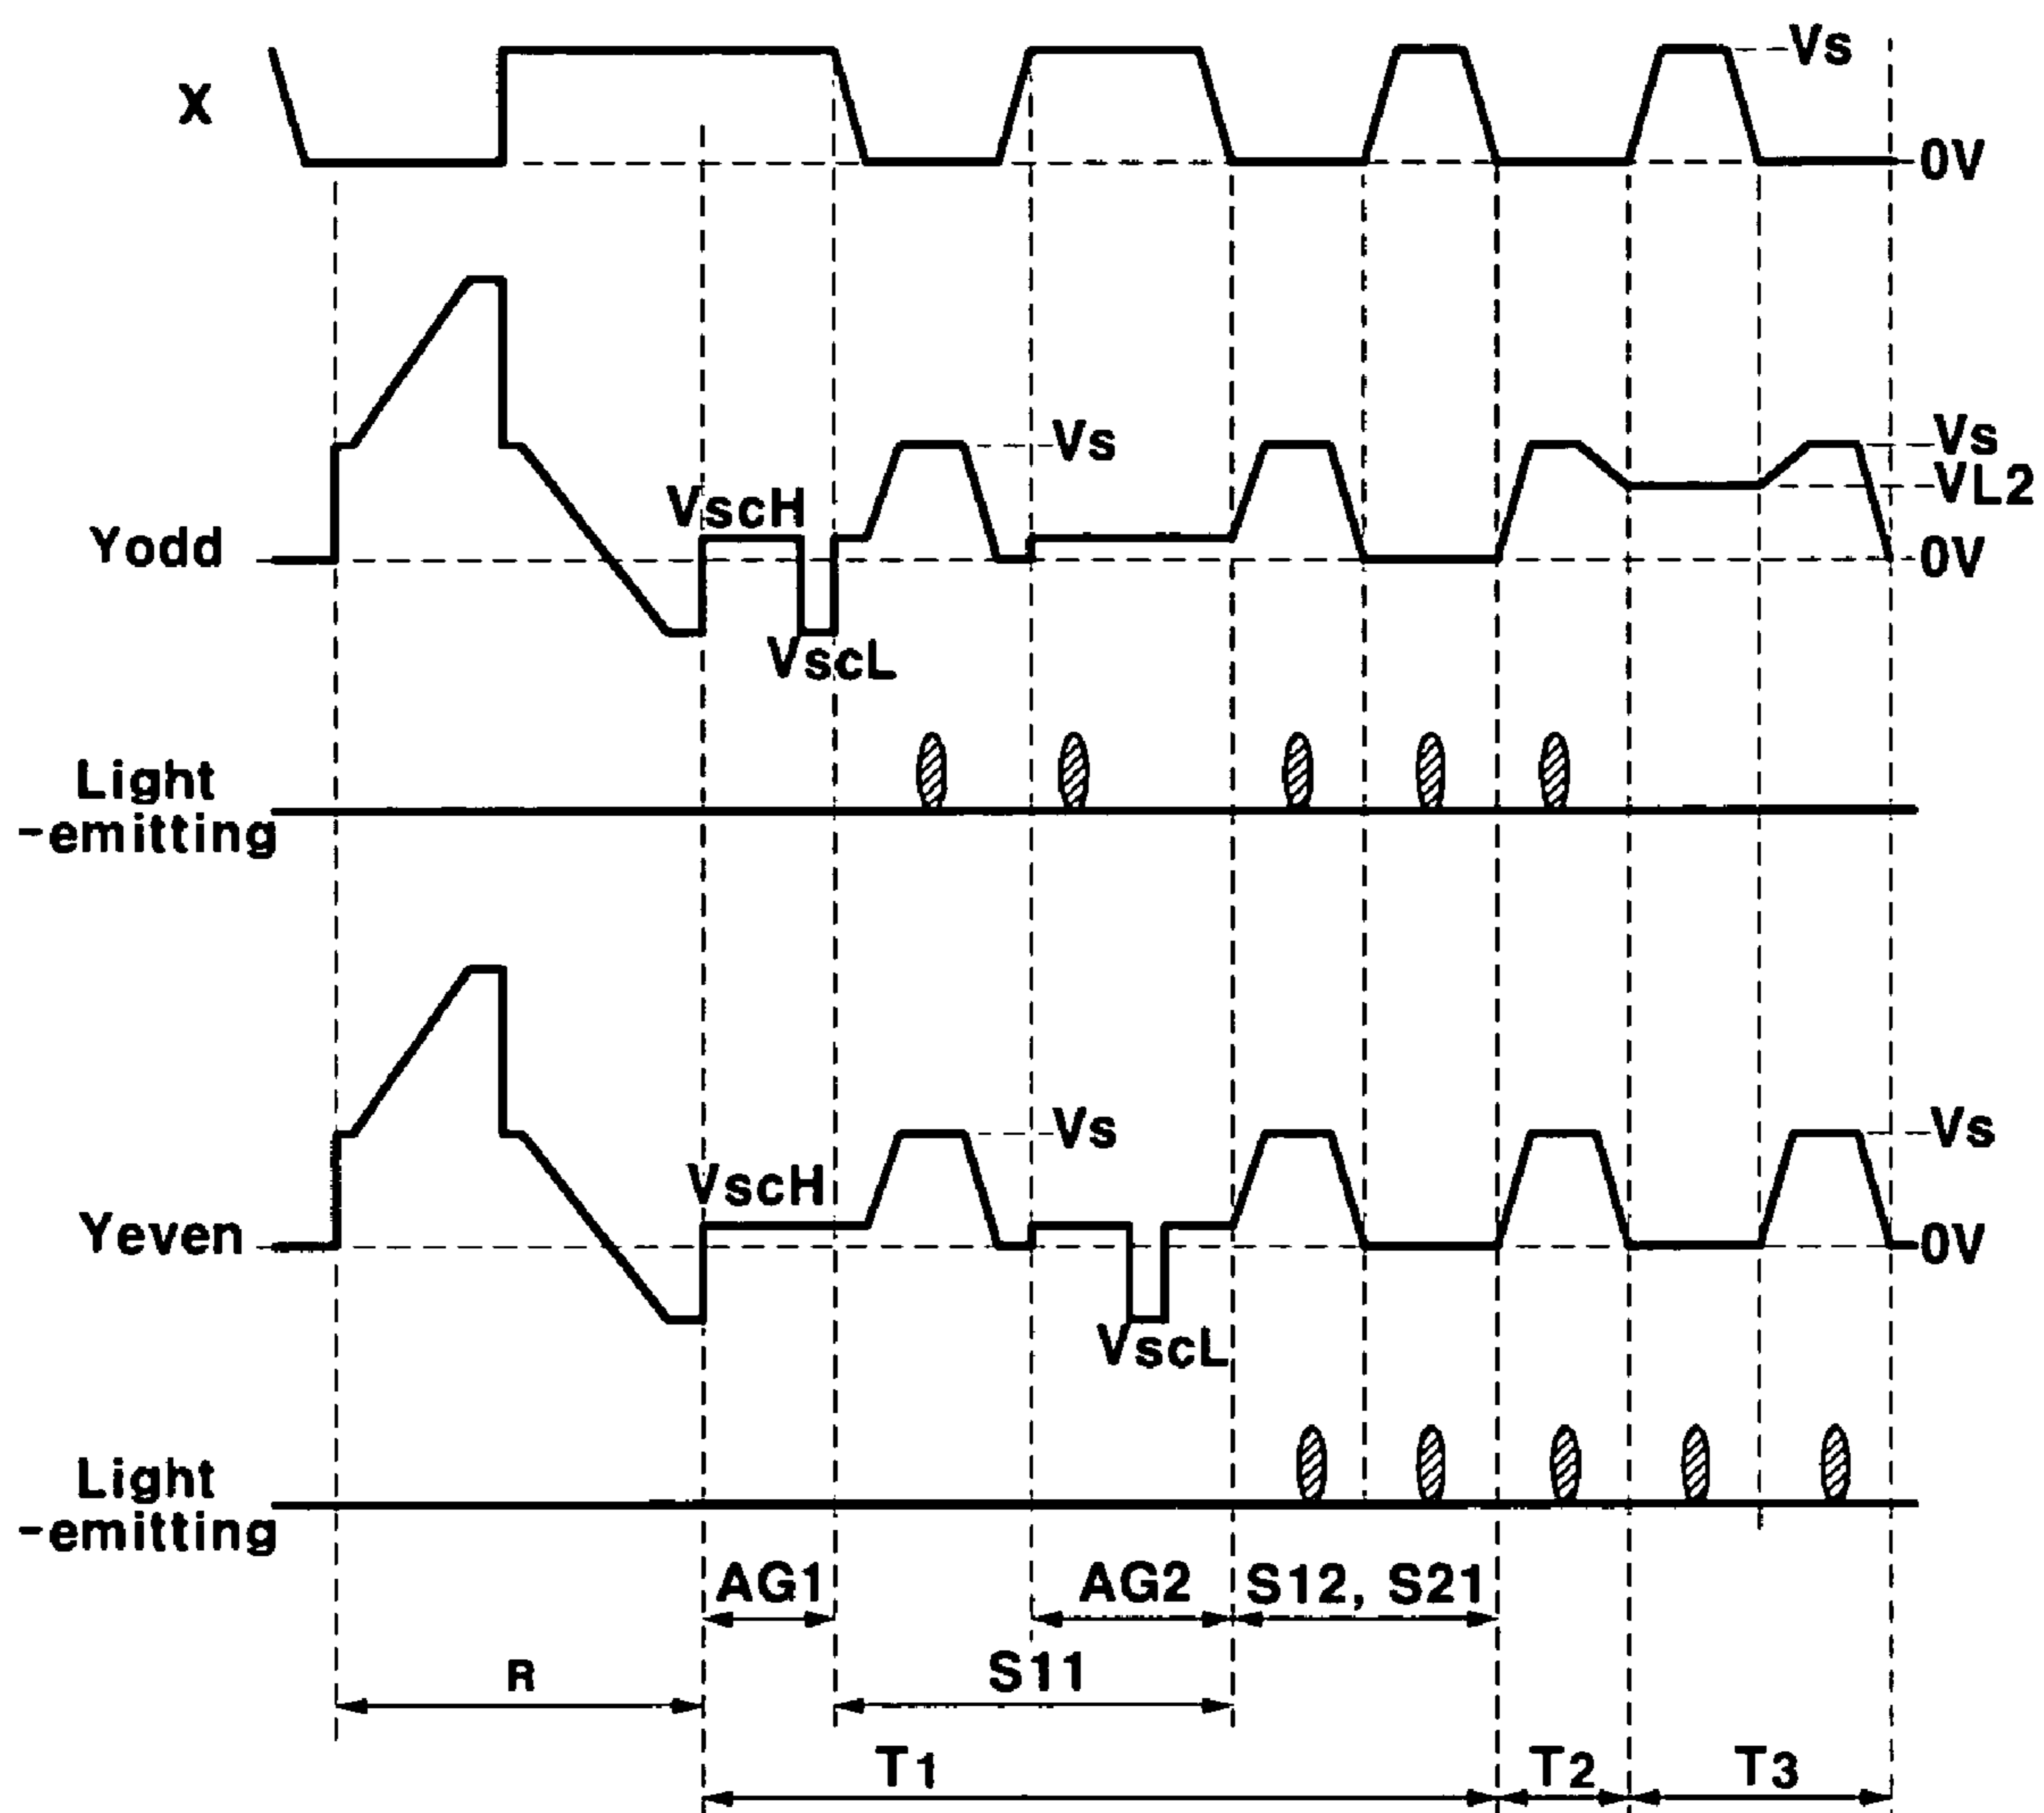 Vs
X
0V
Vs
Vs
VL2
VscH
Yodd
0V
VscL
Light
-emitting
Vs
Vs
VscH
Yeven
0V
VscL
Light
-emitting
AG1
AG2
S12, S21
R
S11
T1
T2
T3